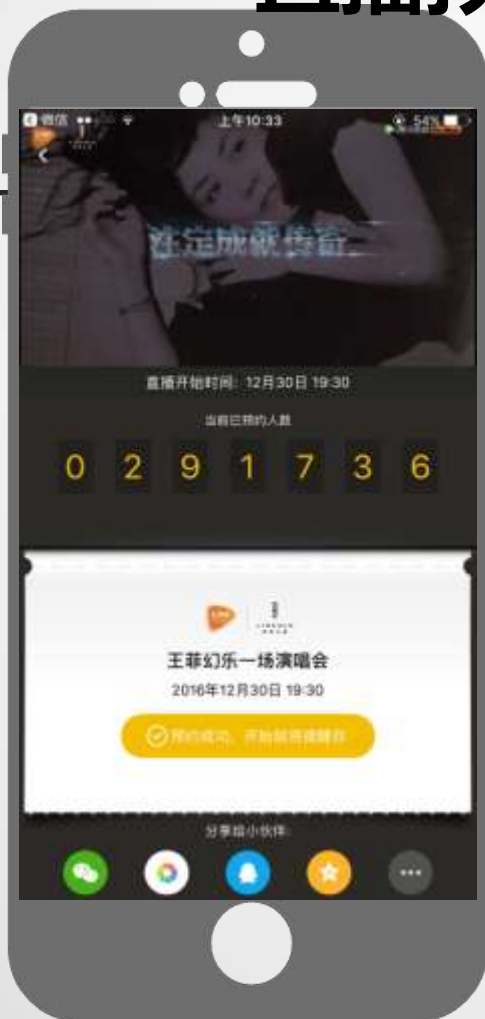 微信
上午10:33
54%
注定成就传奇
直播开始时间：12月30日 19:30
当前已预约人数
0 2 9 1 7 3 6
LIVE
LINCOLN
王菲幻乐一场演唱会
2016年12月30日 19:30
预约成功，开始前将提醒你
分享给小伙伴